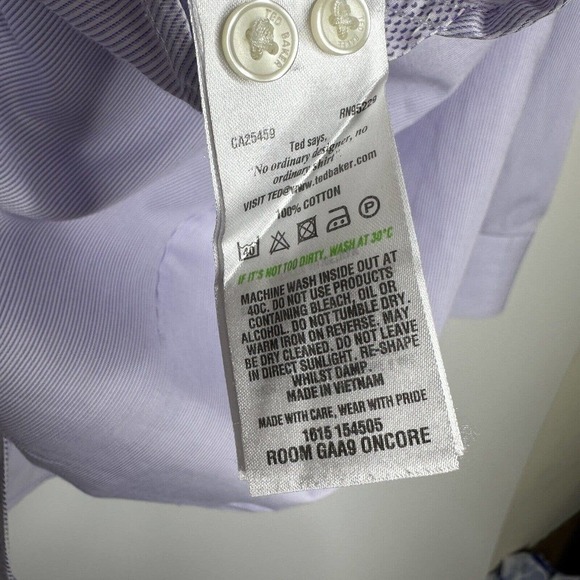 TED BAKER
TED
CA25459
RN95229
Ted says,
"No ordinary designer, no
ordinary shirt"
VISIT TED@www.tedbaker.com
100% COTTON
P
IF IT'S NOT TOO DIRTY, WASH AT 30°C
MACHINE WASH INSIDE OUT AT
40C. DO NOT USE PRODUCTS
CONTAINING BLEACH, OIL OR
ALCOHOL. DO NOT TUMBLE DRY.
WARM IRON ON REVERSE. MAY
BE DRY CLEANED. DO NOT LEAVE
IN DIRECT SUNLIGHT. RE-SHAPE
WHILST DAMP.
MADE IN VIETNAM
MADE WITH CARE, WEAR WITH PRIDE
1615 154505
ROOM GAA9 ONCORE